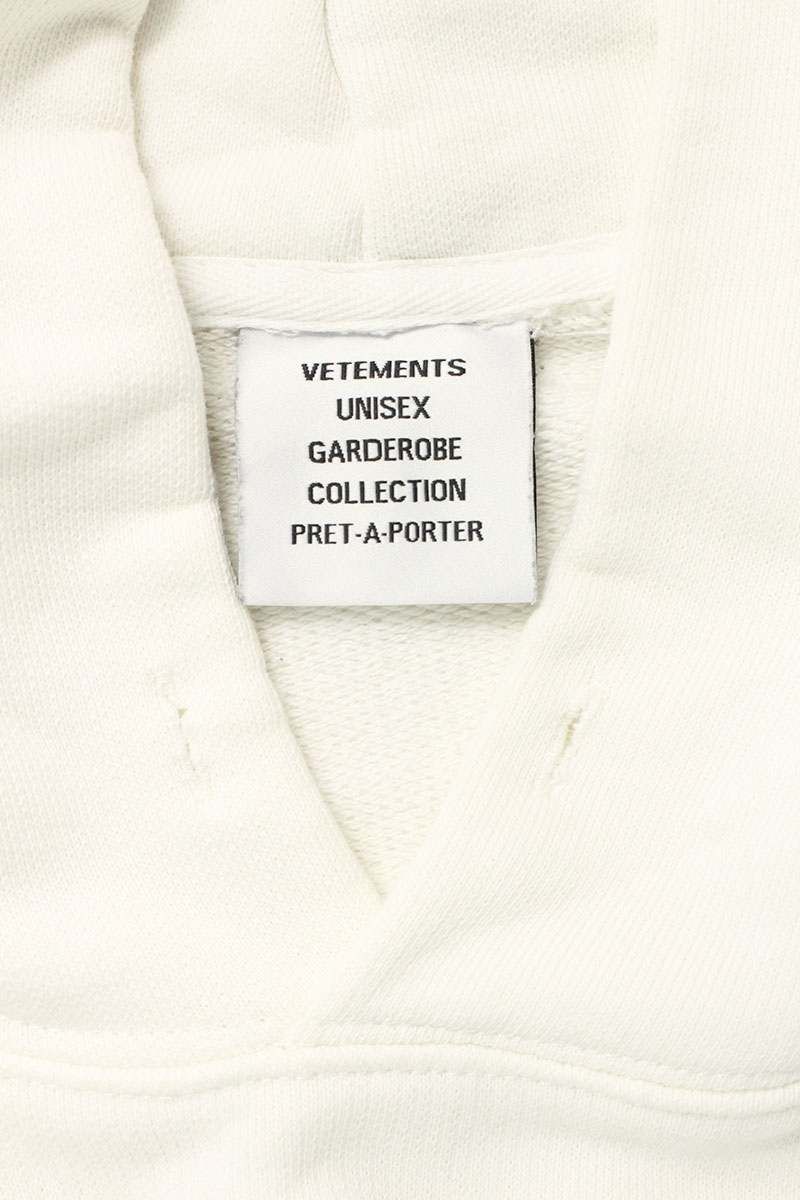 VETEMENTS
UNISEX
GARDEROBE
COLLECTION
PRET-A-PORTER